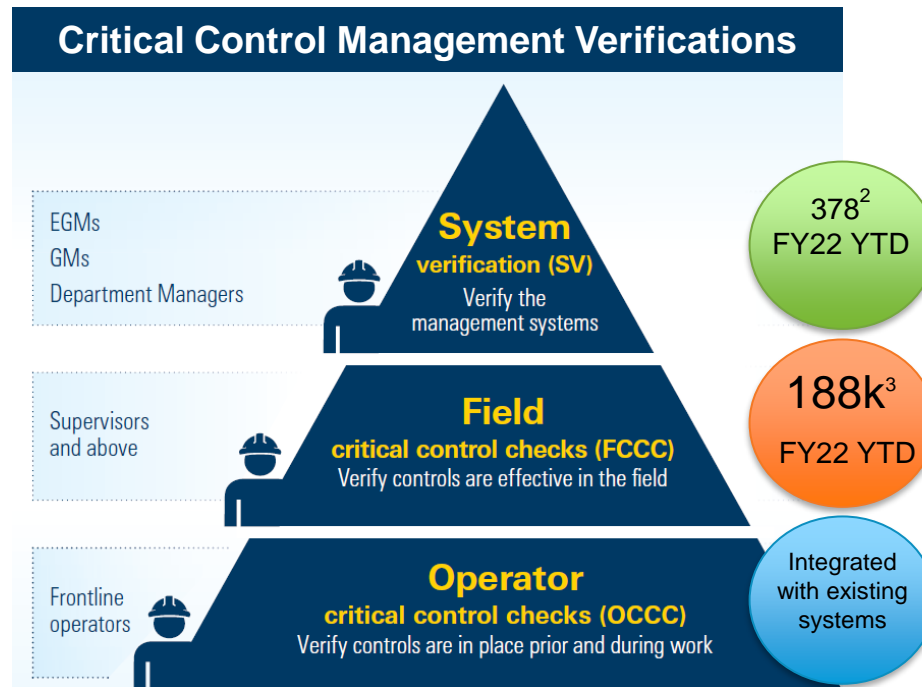 Critical Control Management Verifications
EGMs
GMs
Department Managers
System
verification (SV)
Verify the
management systems
378²
FY22 YTD
Supervisors
and above
Field
critical control checks (FCCC)
Verify controls are effective in the field
188k³
FY22 YTD
Frontline
operators
Operator
critical control checks (OCCC)
Verify controls are in place prior and during work
Integrated
with existing
systems